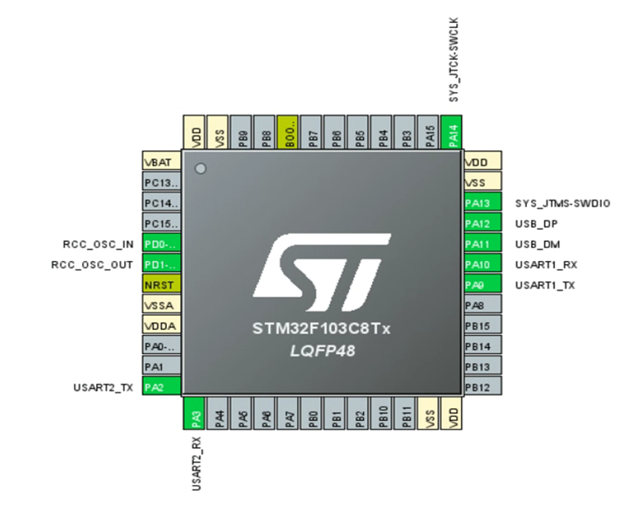 SYS_JTCK-SWCLK
VDD
VSS
PB9
PB8
BOO..
PB7
PB6
PB5
PB4
PB3
PA15
PA14
VBAT
PC13..
PC14..
PC15..
RCC_OSC_IN PD0-..
RCC_OSC_OUT PD1-..
NRST
VSSA
VDDA
PA0-..
PA1
USART2_TX PA2
ST
STM32F103C8Tx
LQFP48
VDD
VSS
PA13 SYS_JTMS-SWDIO
PA12 USB_DP
PA11 USB_DM
PA10 USART1_RX
PA9 USART1_TX
PA8
PB15
PB14
PB13
PB12
PA3
PA4
PA5
PA6
PA7
PB0
PB1
PB2
PB10
PB11
VSS
VDD
USART2_RX